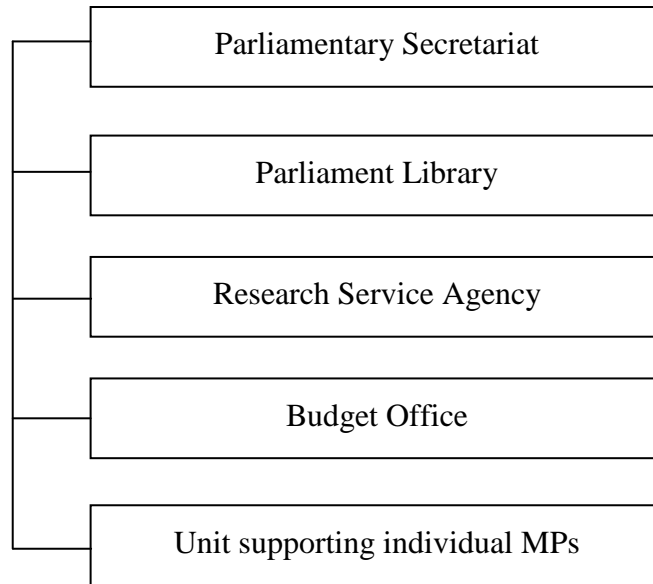 Parliamentary Secretariat
Parliament Library
Research Service Agency
Budget Office
Unit supporting individual MPs